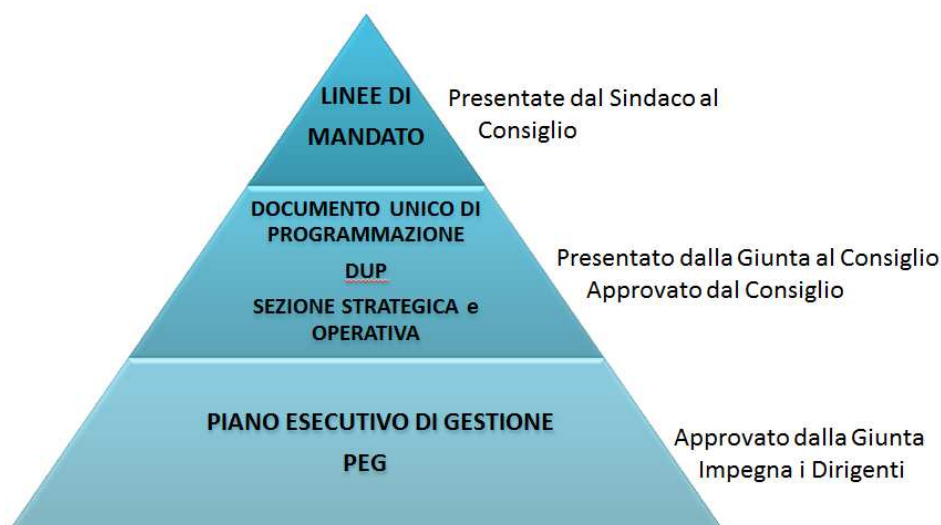 LINEE DI
MANDATO
Presentate dal Sindaco al
Consiglio
DOCUMENTO UNICO DI
PROGRAMMAZIONE
DUP
SEZIONE STRATEGICA e
OPERATIVA
Presentato dalla Giunta al Consiglio
Approvato dal Consiglio
PIANO ESECUTIVO DI GESTIONE
PEG
Approvato dalla Giunta
Impegna i Dirigenti